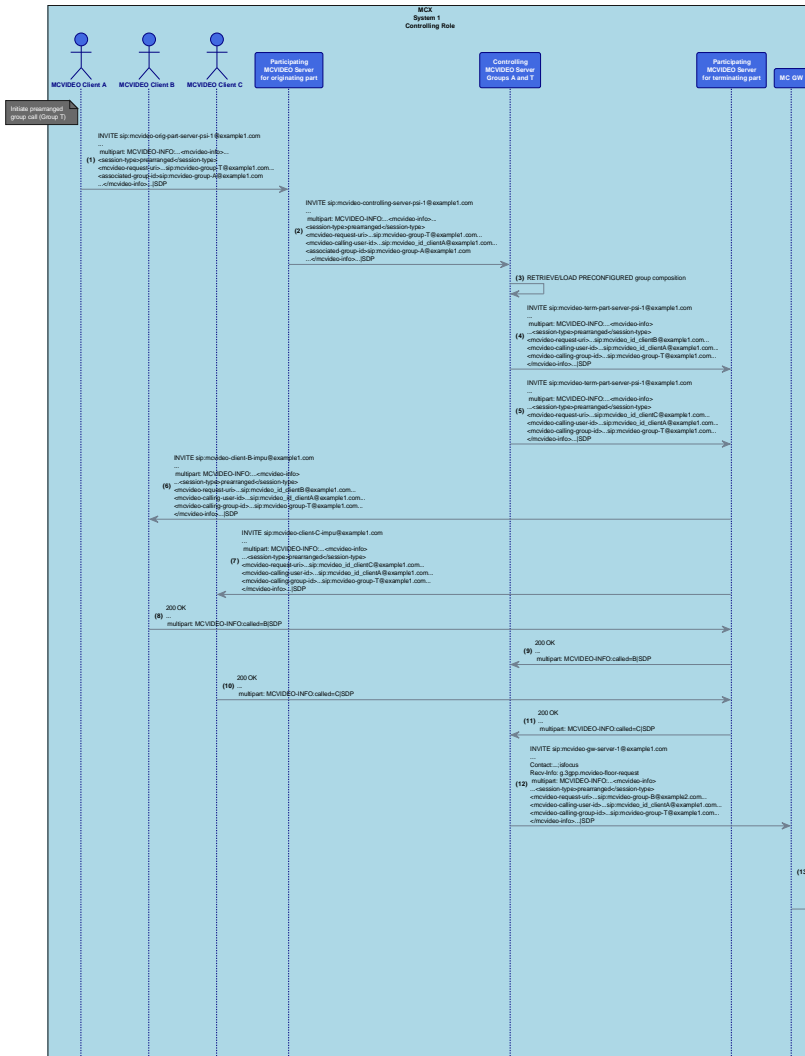 MCX
System 1
Controlling Role
MCVIDEO Client A
MCVIDEO Client B
MCVIDEO Client C
Participating
MCVIDEO Server
for originating part
Controlling
MCVIDEO Server
Groups A and T
Participating
MCVIDEO Server
for terminating part
MC GW
Initiate prearranged
group call (Group T)
INVITE sip:mcvideo-orig-part-server-psi-1@example1.com
...
multipart: MCVIDEO-INFO:...<mcvideo-info>...
(1) <session-type>prearranged</session-type>
<mcvideo-request-uri>...sip:mcvideo-group-T@example1.com...
<associated-group-id>sip:mcvideo-group-A@example1.com
...</mcvideo-info>...|SDP
INVITE sip:mcvideo-controlling-server-psi-1@example1.com
...
multipart: MCVIDEO-INFO:...<mcvideo-info>...
<session-type>prearranged</session-type>
(2) <mcvideo-request-uri>...sip:mcvideo-group-T@example1.com...
<mcvideo-calling-user-id>...sip:mcvideo_id_clientA@example1.com...
<associated-group-id>sip:mcvideo-group-A@example1.com
...</mcvideo-info>...|SDP
(3) RETRIEVE/LOAD PRECONFIGURED group composition
INVITE sip:mcvideo-term-part-server-psi-1@example1.com
...
multipart: MCVIDEO-INFO:...<mcvideo-info>
(4) ...<session-type>prearranged</session-type>
<mcvideo-request-uri>...sip:mcvideo_id_clientB@example1.com...
<mcvideo-calling-user-id>...sip:mcvideo_id_clientA@example1.com...
<mcvideo-calling-group-id>...sip:mcvideo-group-T@example1.com...
</mcvideo-info>...|SDP
INVITE sip:mcvideo-term-part-server-psi-1@example1.com
...
multipart: MCVIDEO-INFO:...<mcvideo-info>
(5) ...<session-type>prearranged</session-type>
<mcvideo-request-uri>...sip:mcvideo_id_clientC@example1.com...
<mcvideo-calling-user-id>...sip:mcvideo_id_clientA@example1.com...
<mcvideo-calling-group-id>...sip:mcvideo-group-T@example1.com...
</mcvideo-info>...|SDP
INVITE sip:mcvideo-client-B-impu@example1.com
...
multipart: MCVIDEO-INFO:...<mcvideo-info>
...<session-type>prearranged</session-type>
(6) <mcvideo-request-uri>...sip:mcvideo_id_clientB@example1.com...
<mcvideo-calling-user-id>...sip:mcvideo_id_clientA@example1.com...
<mcvideo-calling-group-id>...sip:mcvideo-group-T@example1.com...
</mcvideo-info>...|SDP
INVITE sip:mcvideo-client-C-impu@example1.com
...
multipart: MCVIDEO-INFO:...<mcvideo-info>
(7) ...<session-type>prearranged</session-type>
<mcvideo-request-uri>...sip:mcvideo_id_clientC@example1.com...
<mcvideo-calling-user-id>...sip:mcvideo_id_clientA@example1.com...
<mcvideo-calling-group-id>...sip:mcvideo-group-T@example1.com...
</mcvideo-info>...|SDP
200 OK
(8) ...
multipart: MCVIDEO-INFO:called=B|SDP
200 OK
(9) ...
multipart: MCVIDEO-INFO:called=B|SDP
200 OK
(10) ...
multipart: MCVIDEO-INFO:called=C|SDP
200 OK
(11) ...
multipart: MCVIDEO-INFO:called=C|SDP
INVITE sip:mcvideo-gw-server-1@example1.com
...
Contact:...;isfocus
Recv-Info: g.3gpp.mcvideo-floor-request
multipart: MCVIDEO-INFO:...<mcvideo-info>
(12) ...<session-type>prearranged</session-type>
<mcvideo-request-uri>...sip:mcvideo-group-B@example2.com...
<mcvideo-calling-user-id>...sip:mcvideo_id_clientA@example1.com...
<mcvideo-calling-group-id>...sip:mcvideo-group-T@example1.com...
</mcvideo-info>...|SDP
(13